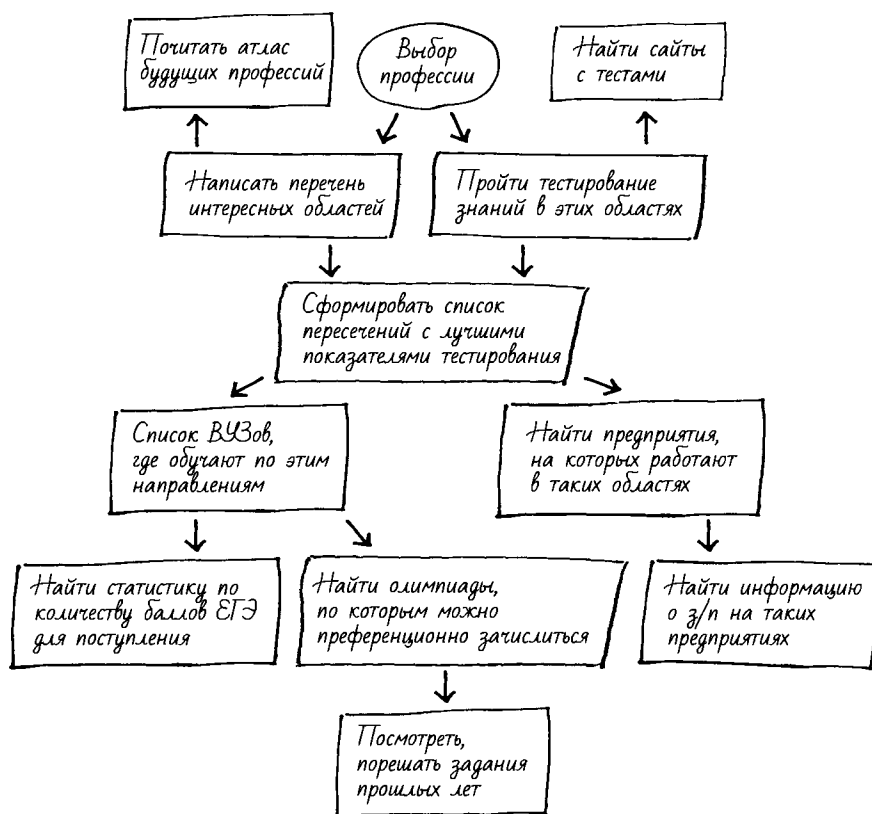 Почитать атлас
будущих профессий
Выбор
профессии
Найти сайты
с тестами
Написать перечень
интересных областей
Пройти тестирование
знаний в этих областях
Сформировать список
пересечений с лучшими
показателями тестирования
Список ВУЗов,
где обучают по этим
направлениям
Найти предприятия,
на которых работают
в таких областях
Найти статистику по
количеству баллов ЕГЭ
для поступления
Найти олимпиады,
по которым можно
преференционно зачислиться
Найти информацию
о з/п на таких
предприятиях
Посмотреть,
порешать задания
прошлых лет